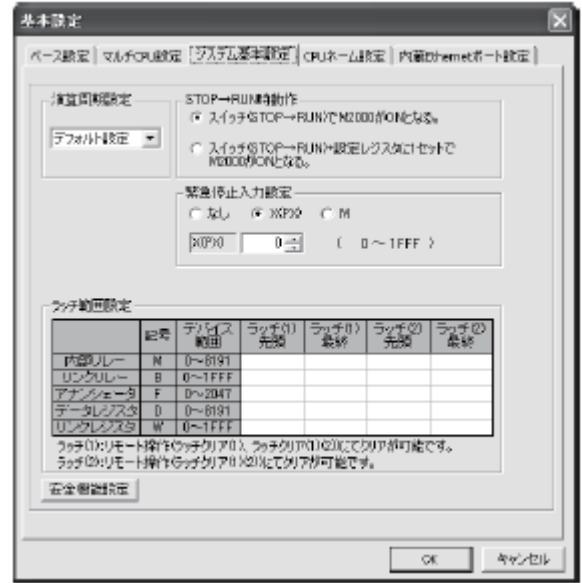 基本設定
ベース設定 マルチCPU設定 システム基本設定 CPUネーム設定 内蔵Ethernetポート設定
演算周期設定
デフォルト設定
STOP→RUN時動作
スイッチ(STOP→RUN)でM2000がONとなる。
スイッチ(STOP→RUN)+設定レジスタに1セットで
M2000がONとなる。
緊急停止入力設定
なし X(PX) M
X(PX) 0 ( 0～1FFF )
ラッチ範囲設定
記号 デバイス範囲 ラッチ(1)先頭 ラッチ(1)最終 ラッチ(2)先頭 ラッチ(2)最終
内部リレー M 0～8191
リンクリレー B 0～1FFF
アナンシェータ F 0～2047
データレジスタ D 0～8191
リンクレジスタ W 0～1FFF
ラッチ(1):リモート操作(ラッチクリア(1)、ラッチクリア(1)(2))にてクリアが可能です。
ラッチ(2):リモート操作(ラッチクリア(1)(2))にてクリアが可能です。
安全機能設定
OK キャンセル